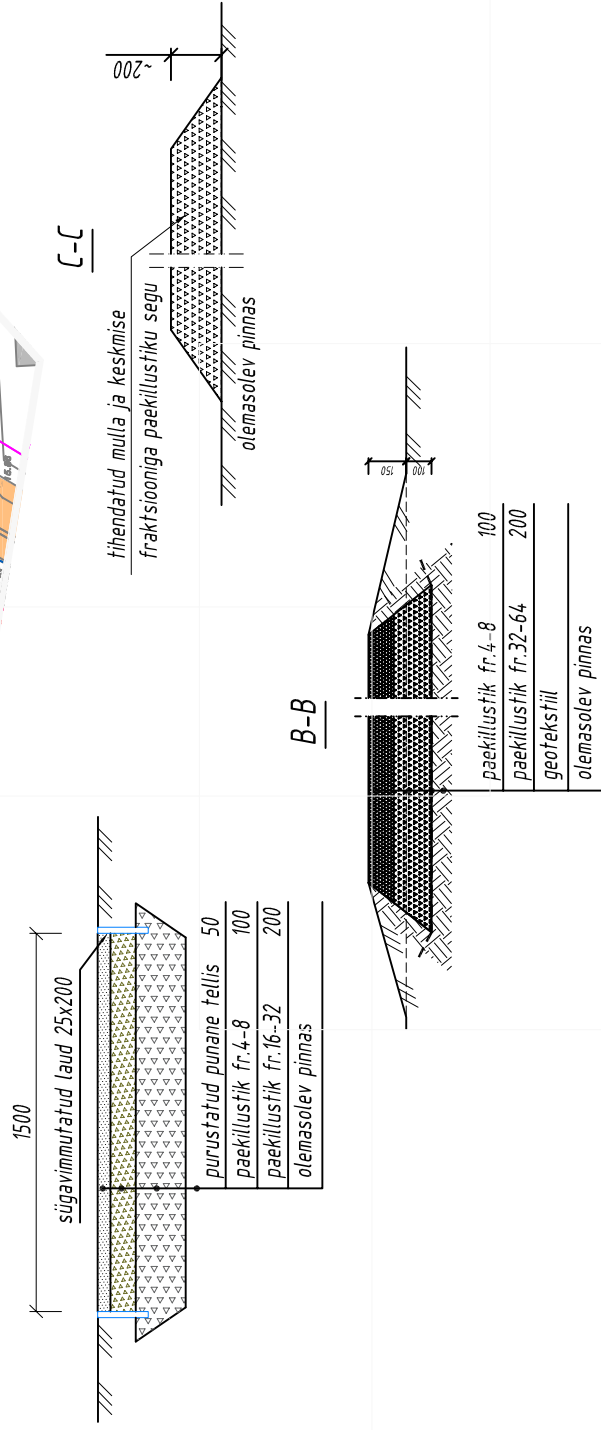 1500
sügavimmutatud laud 25x200
purustatud punane tellis 50
paekillustik fr.4-8 100
paekillustik fr.16-32 200
olemasolev pinnas
B-B
150
100
paekillustik fr.4-8 100
paekillustik fr.32-64 200
geotekstiil
olemasolev pinnas
C-C
~200
tihendatud mulla ja keskmise
fraktsiooniga paekillustiku segu
olemasolev pinnas